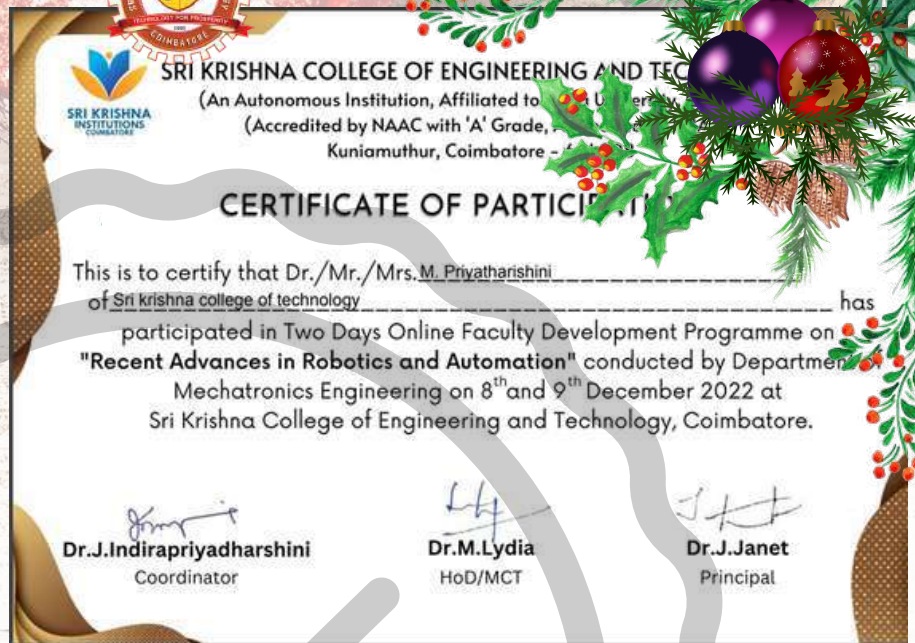 TECHNOLOGY FOR PROSPERITY
COIMBATORE
SRI KRISHNA
INSTITUTIONS
COIMBATORE
SRI KRISHNA COLLEGE OF ENGINEERING AND
(An Autonomous Institution, Affiliated to
(Accredited by NAAC with 'A' Grade,
Kuniamuthur, Coimbatore -
CERTIFICATE OF
This is to certify that Dr./Mr./Mrs. M. Priyatharishini
of Sri krishna college of technology has
participated in Two Days Online Faculty Development Programme on
"Recent Advances in Robotics and Automation" conducted by
Mechatronics Engineering on 8th and 9th December 2022 at
Sri Krishna College of Engineering and Technology, Coimbatore.
Dr.J.Indirapriyadharshini
Coordinator
Dr.M.Lydia
HoD/MCT
Dr.J.Janet
Principal